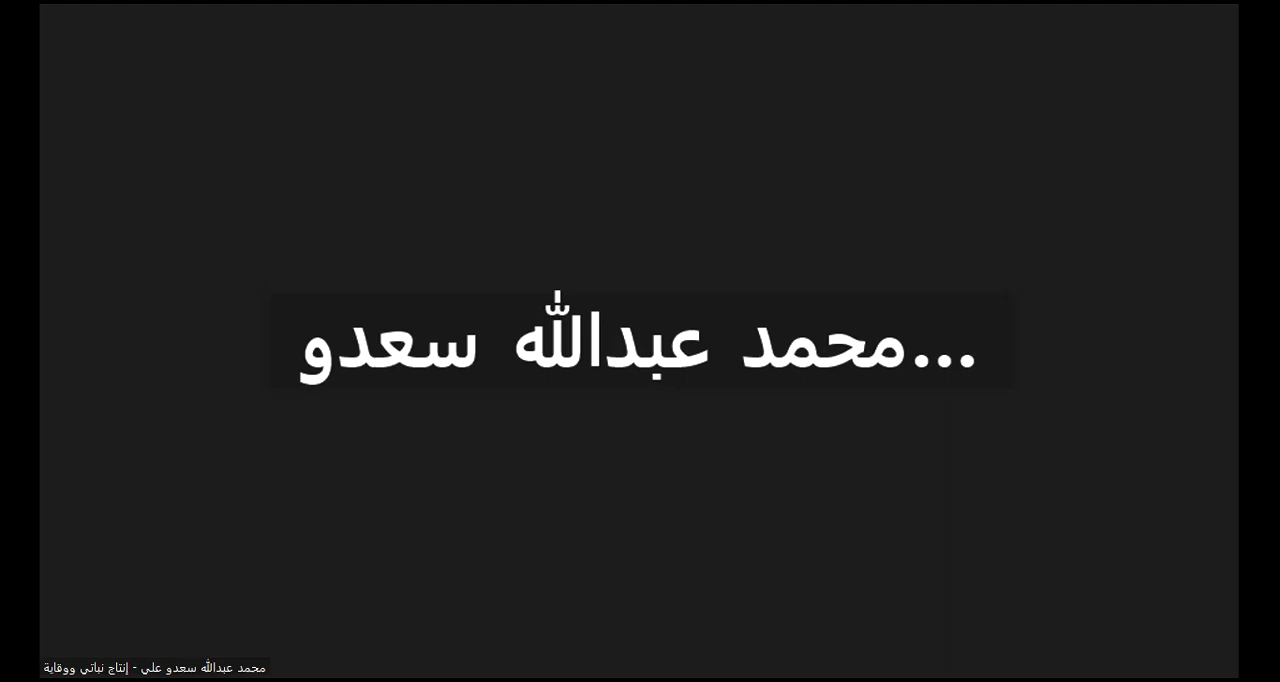 محمد عبدالله سعدو...
محمد عبدالله سعدو علي - إنتاج نباتي ووقاية